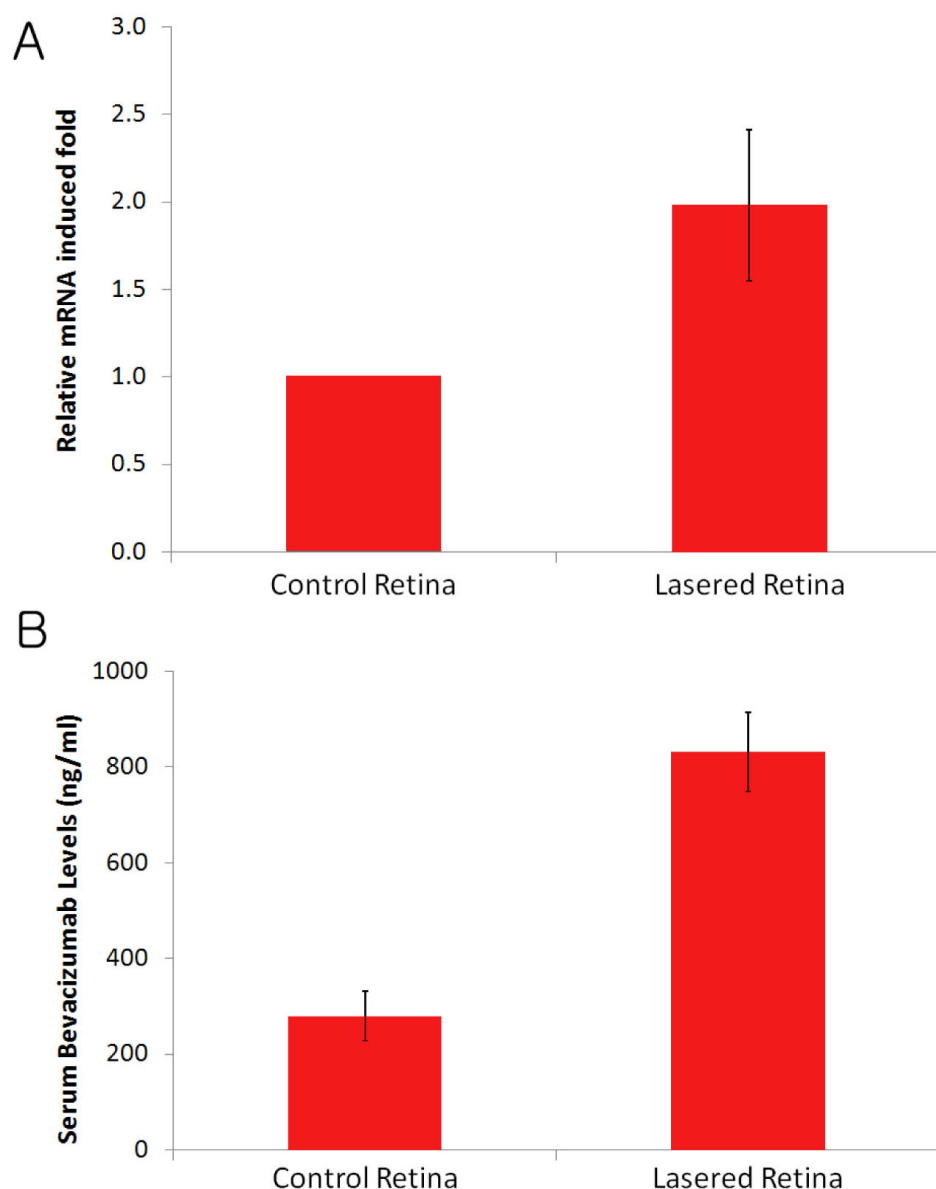 A
Relative mRNA induced fold
3.0
2.5
2.0
1.5
1.0
0.5
0.0
Control Retina Lasered Retina
B
Serum Bevacizumab Levels (ng/ml)
1000
800
600
400
200
0
Control Retina Lasered Retina